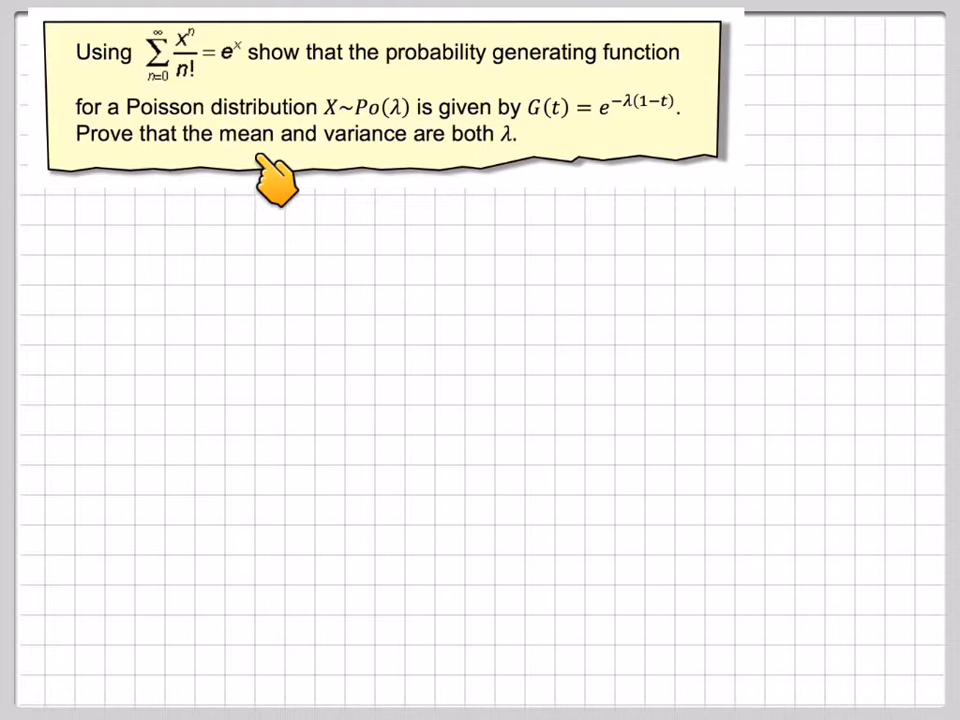 Using ∑_{n=0}^{∞} xⁿ/n! = eˣ show that the probability generating function
for a Poisson distribution X~Po(λ) is given by G(t) = e^{−λ(1−t)}.
Prove that the mean and variance are both λ.